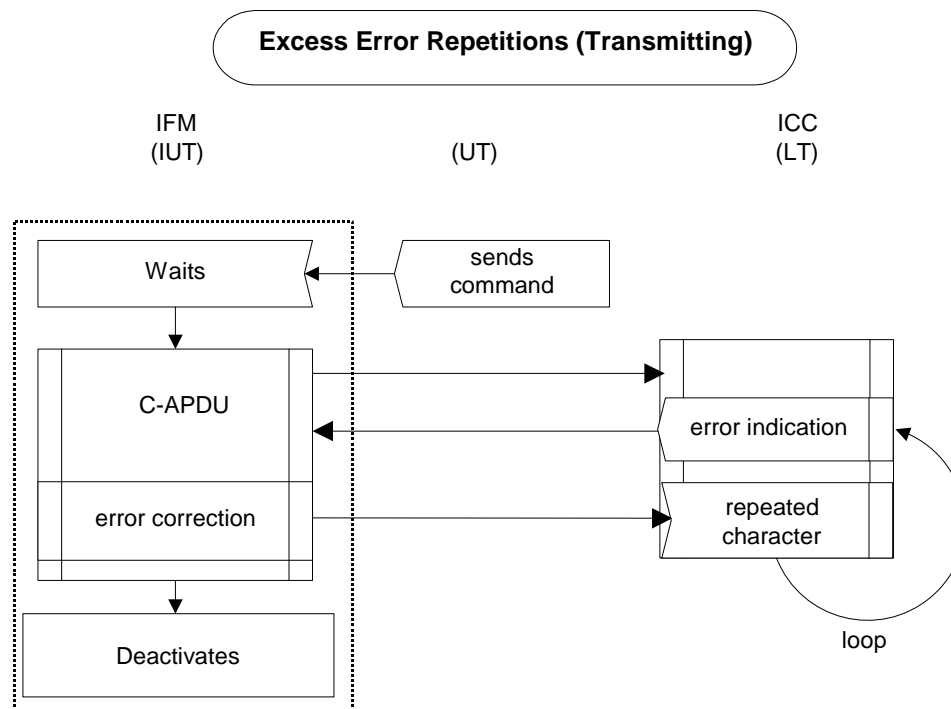 Excess Error Repetitions (Transmitting)
IFM
(IUT)
(UT)
ICC
(LT)
Waits
sends
command
C-APDU
error indication
error correction
repeated
character
Deactivates
loop